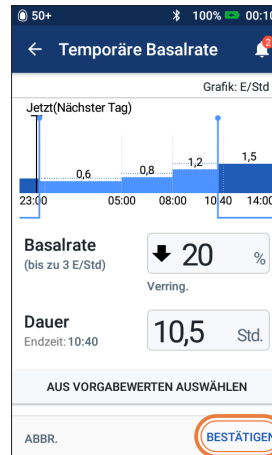 50+ 100% 00:10
Temporäre Basalrate 2
Grafik: E/Std
Jetzt(Nächster Tag)
0,6 0,8 1,2 1,5
23:00 05:00 08:00 10:40 14:00
Basalrate
(bis zu 3 E/Std)
20 %
Verring.
Dauer
Endzeit: 10:40
10,5 Std.
AUS VORGABEWERTEN AUSWÄHLEN
ABBR. BESTÄTIGEN